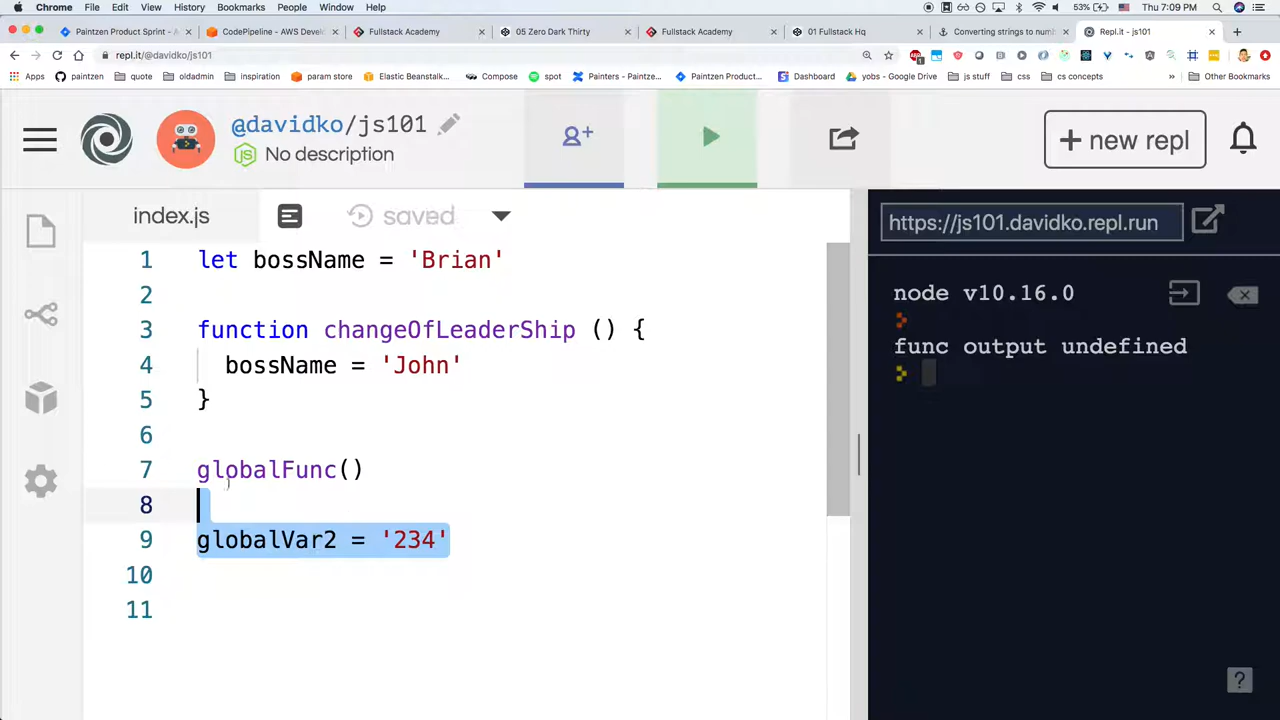 Chrome File Edit View History Bookmarks People Window Help 53% Thu 7:09 PM
Paintzen Product Sprint - A × CodePipeline - AWS Devel × Fullstack Academy × 05 Zero Dark Thirty × Fullstack Academy × 01 Fullstack Hq × Converting strings to numb × Repl.it - js101 ×
repl.it/@davidko/js101
Apps paintzen quote oldadmin inspiration param store Elastic Beanstalk... Compose spot Painters - Paintze... Paintzen Product... Dashboard yobs - Google Drive js stuff css cs concepts » Other Bookmarks
@davidko/js101
No description
+ new repl
index.js
saved
https://js101.davidko.repl.run
1 let bossName = 'Brian'
2
3 function changeOfLeaderShip () {
4 bossName = 'John'
5 }
6
7 globalFunc()
8
9 globalVar2 = '234'
10
11
node v10.16.0
func output undefined
?